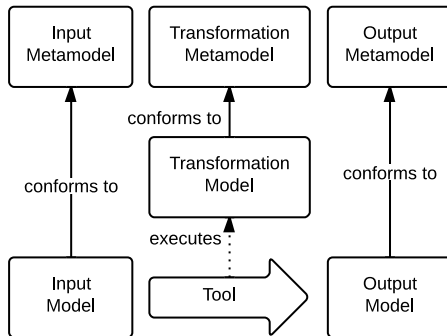 Input
Metamodel
Transformation
Metamodel
Output
Metamodel
conforms to
Transformation
Model
conforms to
conforms to
executes
Input
Model
Tool
Output
Model